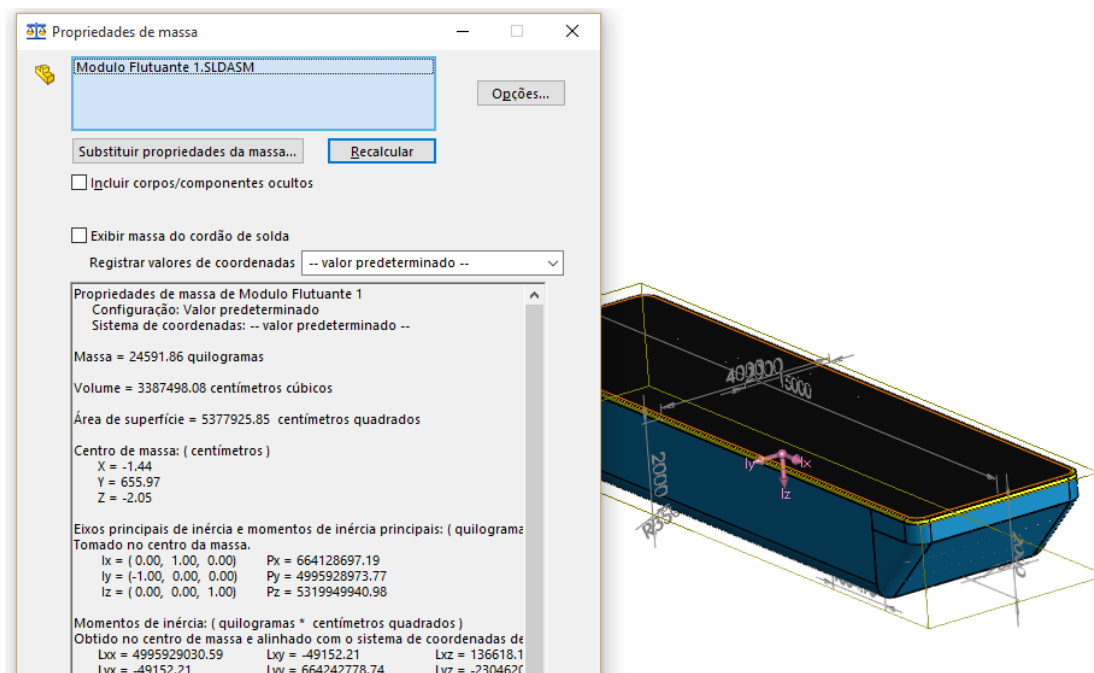 Propriedades de massa
Modulo Flutuante 1.SLDASM
Opções...
Substituir propriedades da massa...
Recalcular
Incluir corpos/componentes ocultos
Exibir massa do cordão de solda
Registrar valores de coordenadas
-- valor predeterminado --
Propriedades de massa de Modulo Flutuante 1
Configuração: Valor predeterminado
Sistema de coordenadas: -- valor predeterminado --
Massa = 24591.86 quilogramas
Volume = 3387498.08 centímetros cúbicos
Área de superfície = 5377925.85 centímetros quadrados
Centro de massa: ( centímetros )
X = -1.44
Y = 655.97
Z = -2.05
Eixos principais de inércia e momentos de inércia principais: ( quilograma
Tomado no centro da massa.
Ix = ( 0.00, 1.00, 0.00) Px = 664128697.19
Iy = (-1.00, 0.00, 0.00) Py = 4995928973.77
Iz = ( 0.00, 0.00, 1.00) Pz = 5319949940.98
Momentos de inércia: ( quilogramas * centímetros quadrados )
Obtido no centro de massa e alinhado com o sistema de coordenadas de
Lxx = 4995929030.59 Lxy = -49152.21 Lxz = 136618.1
Lyx = -49152.21 Lyy = 664242778.74 Lyz = -2304620
15000
2000
Iy
Ix
Iz